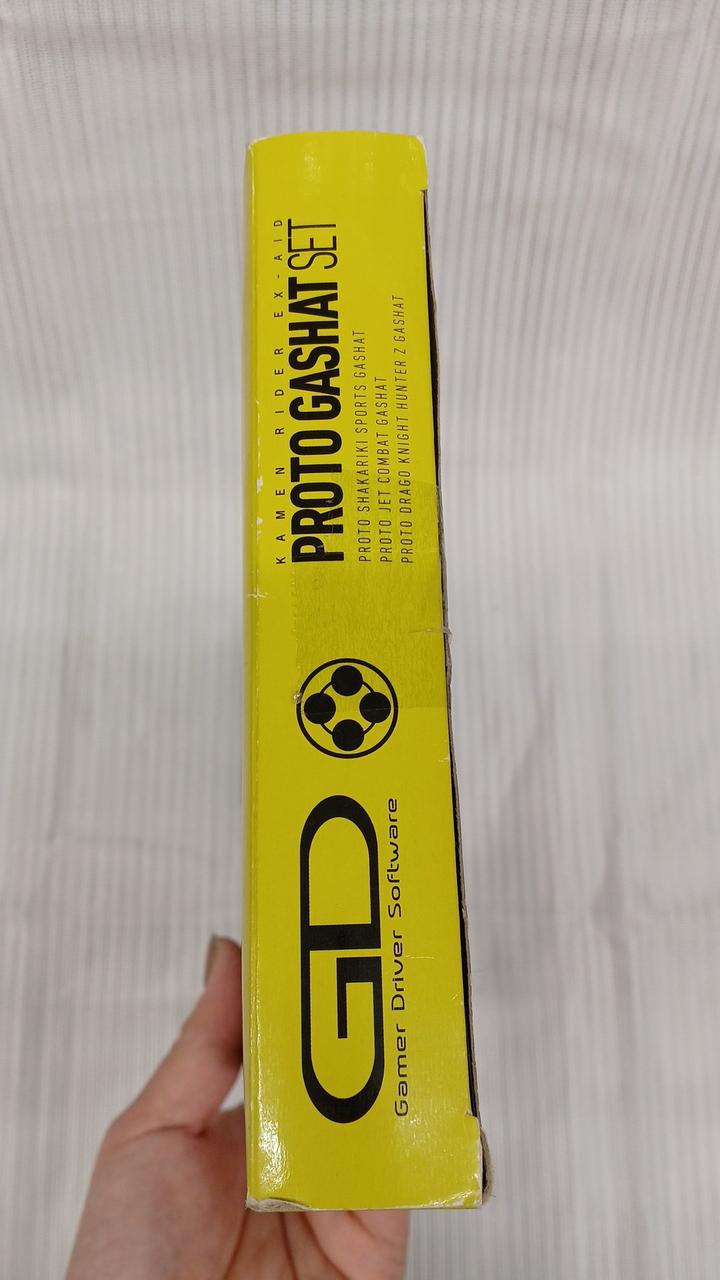 GD
Gamer Driver Software
KAMEN RIDER EX-AID
PROTO GASHAT SET
PROTO SHAKARIKI SPORTS GASHAT
PROTO JET COMBAT GASHAT
PROTO DRAGO KNIGHT HUNTER Z GASHAT